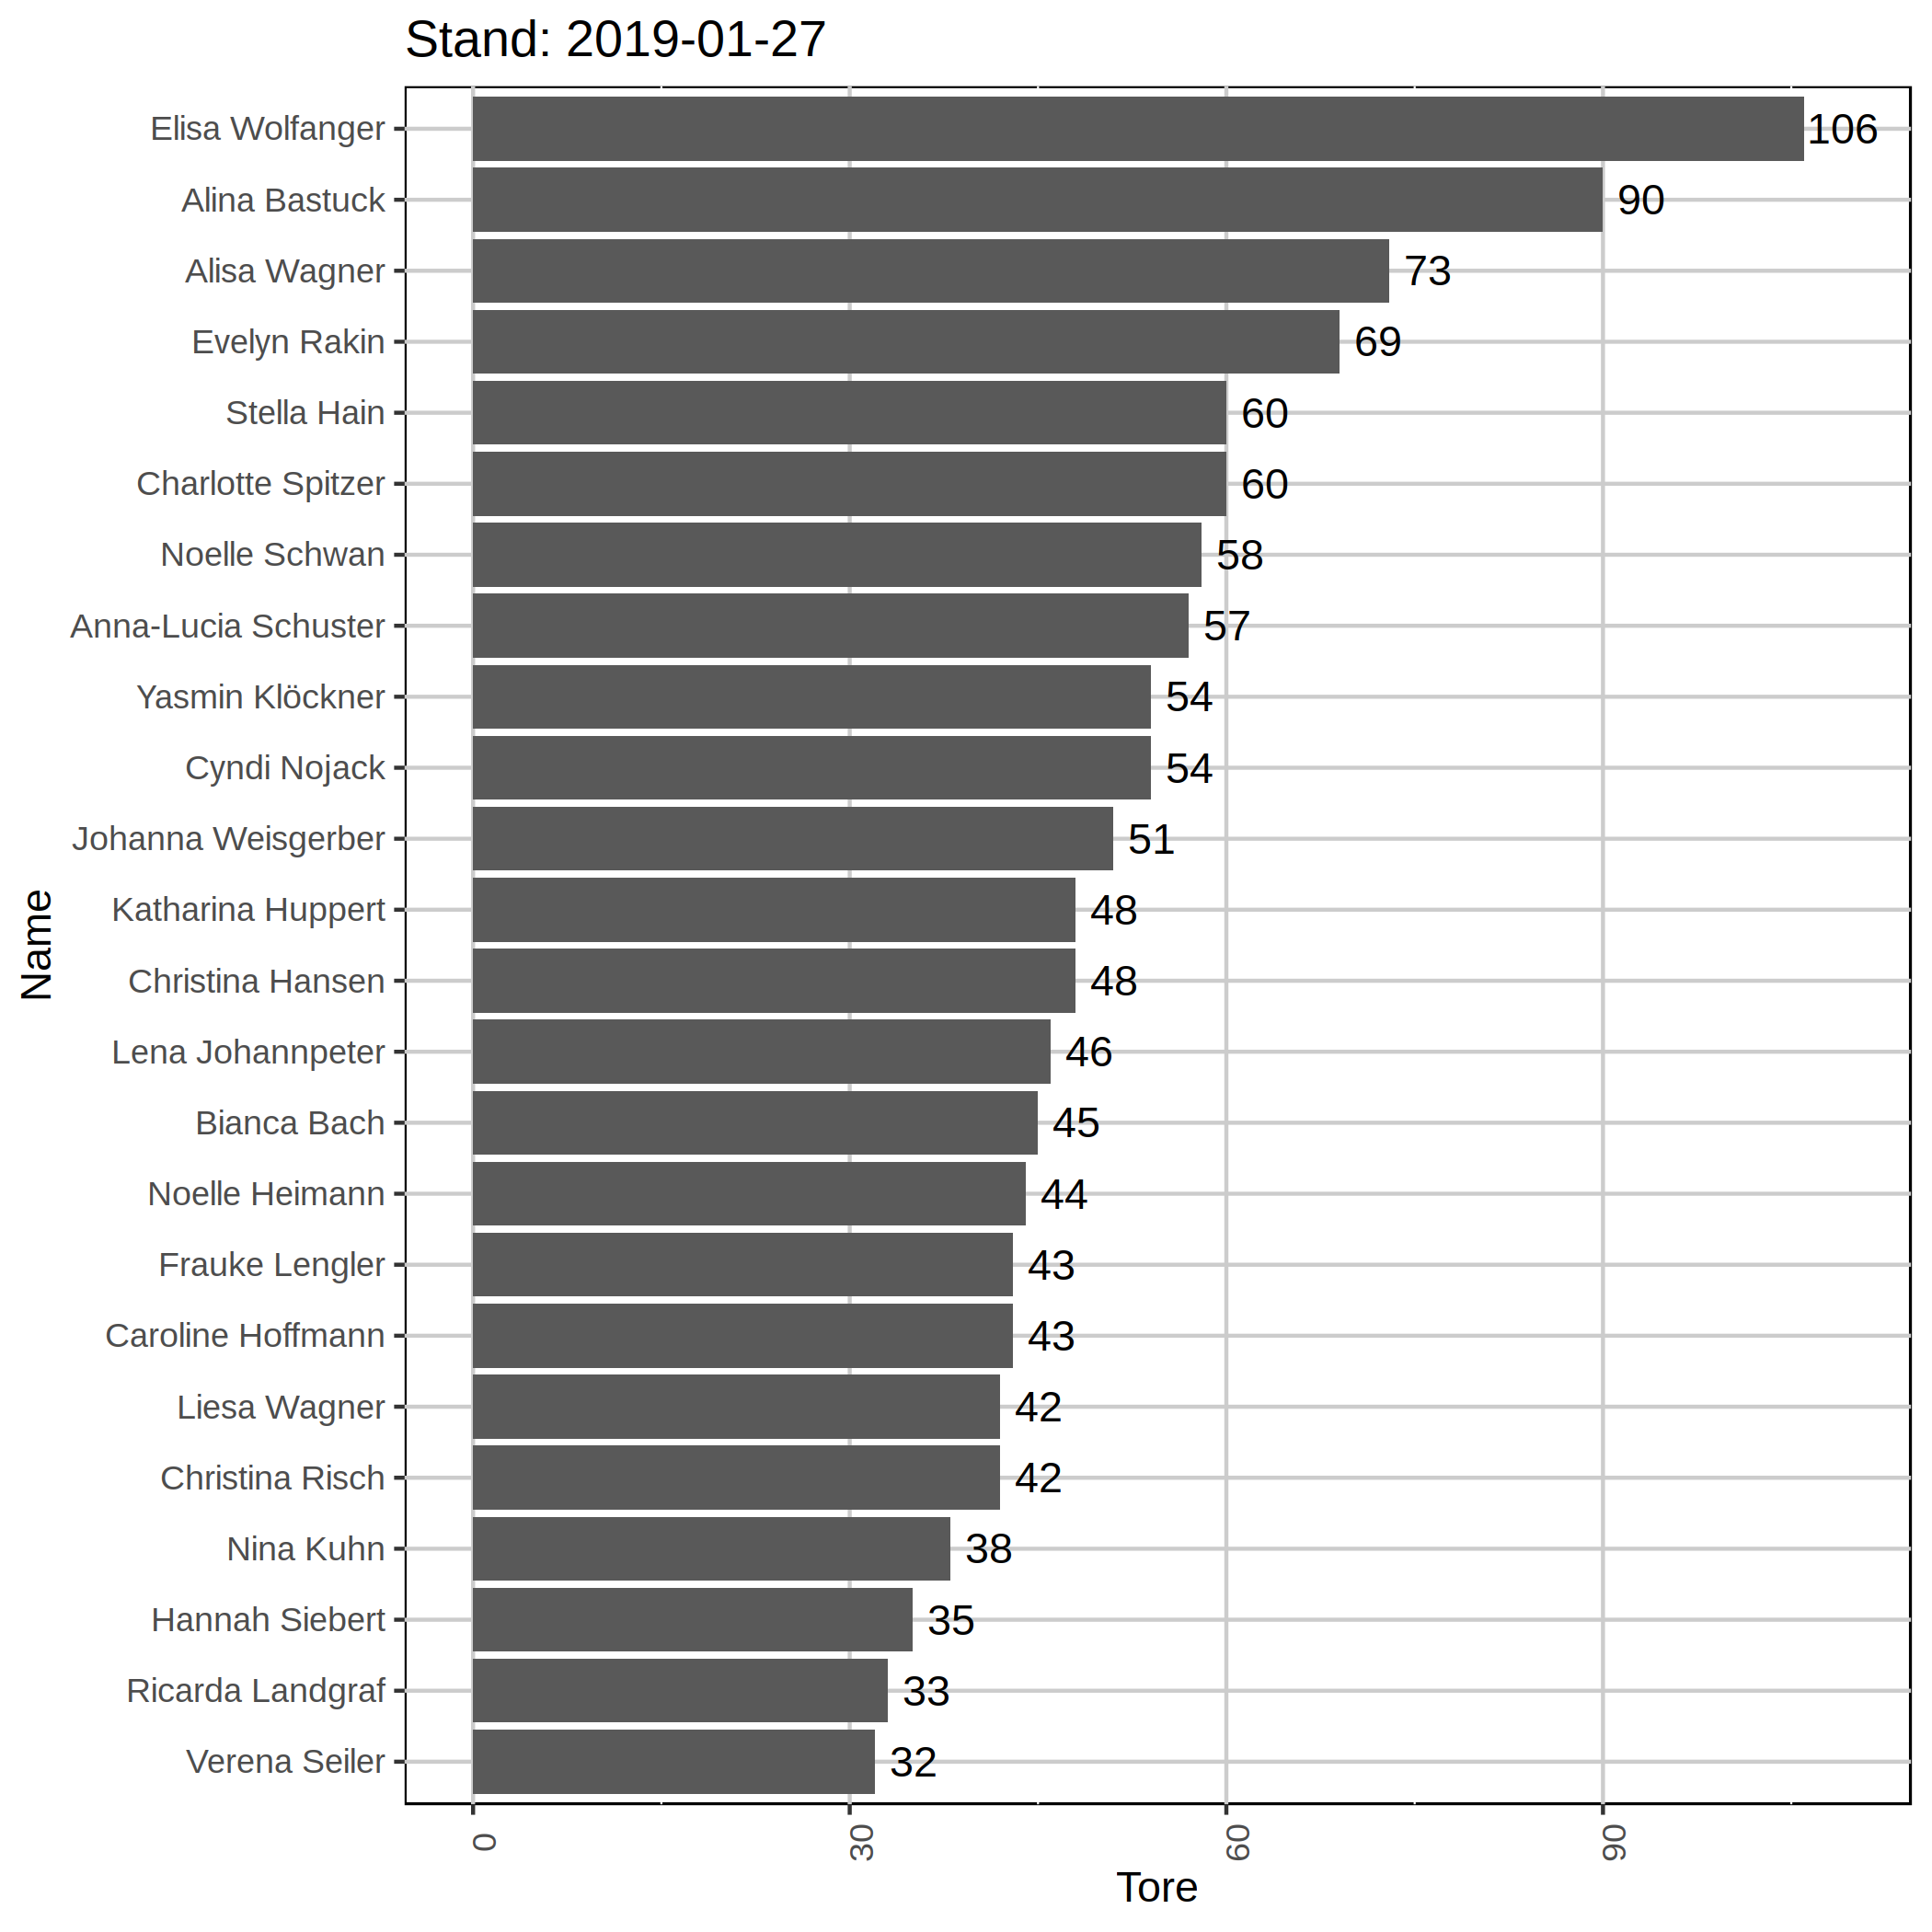 Stand: 2019-01-27
Elisa Wolfanger 106
Alina Bastuck 90
Alisa Wagner 73
Evelyn Rakin 69
Stella Hain 60
Charlotte Spitzer 60
Noelle Schwan 58
Anna-Lucia Schuster 57
Yasmin Klöckner 54
Cyndi Nojack 54
Johanna Weisgerber 51
Katharina Huppert 48
Christina Hansen 48
Lena Johannpeter 46
Bianca Bach 45
Noelle Heimann 44
Frauke Lengler 43
Caroline Hoffmann 43
Liesa Wagner 42
Christina Risch 42
Nina Kuhn 38
Hannah Siebert 35
Ricarda Landgraf 33
Verena Seiler 32
Name
0 30 60 90
Tore